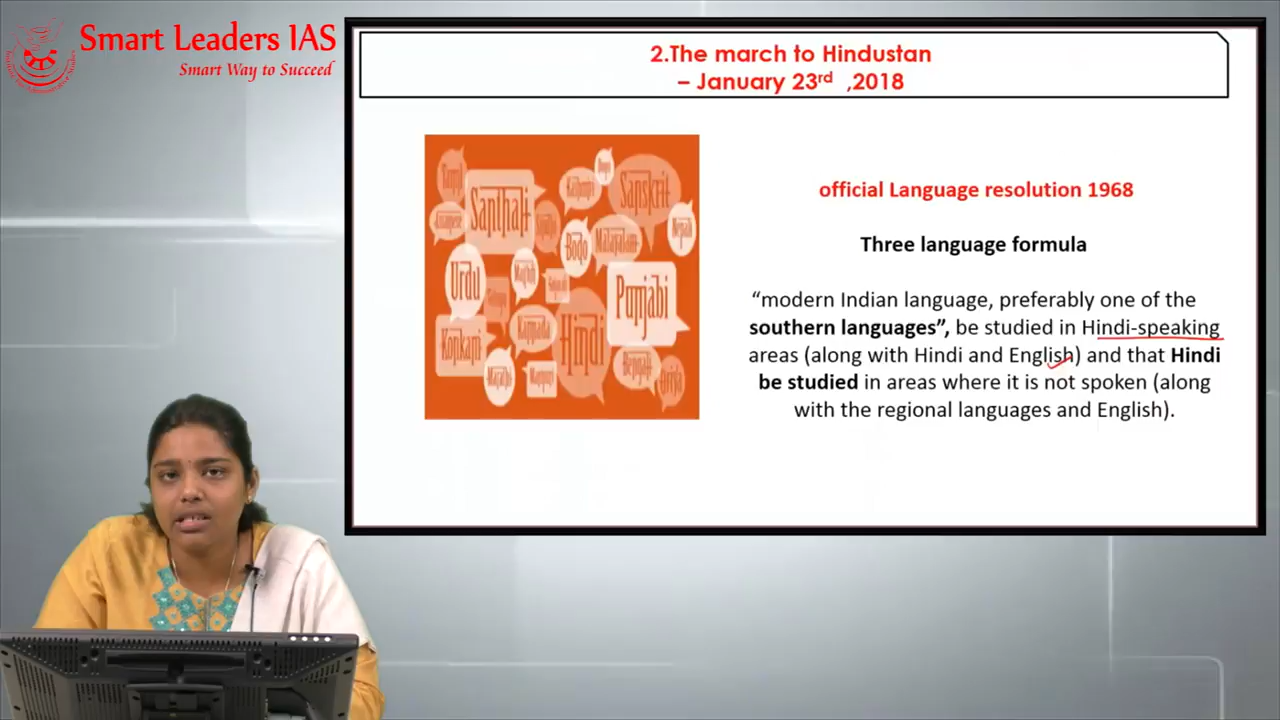 Smart Leaders IAS
Smart Way to Succeed
2.The march to Hindustan
– January 23rd ,2018
Santhali
Sanskrit
Nepali
Bodo
Malayalam
Urdu
Punjabi
Kannada
Hindi
Konkani
Marathi
Bengali
official Language resolution 1968
Three language formula
“modern Indian language, preferably one of the
southern languages”, be studied in Hindi-speaking
areas (along with Hindi and English) and that Hindi
be studied in areas where it is not spoken (along
with the regional languages and English).